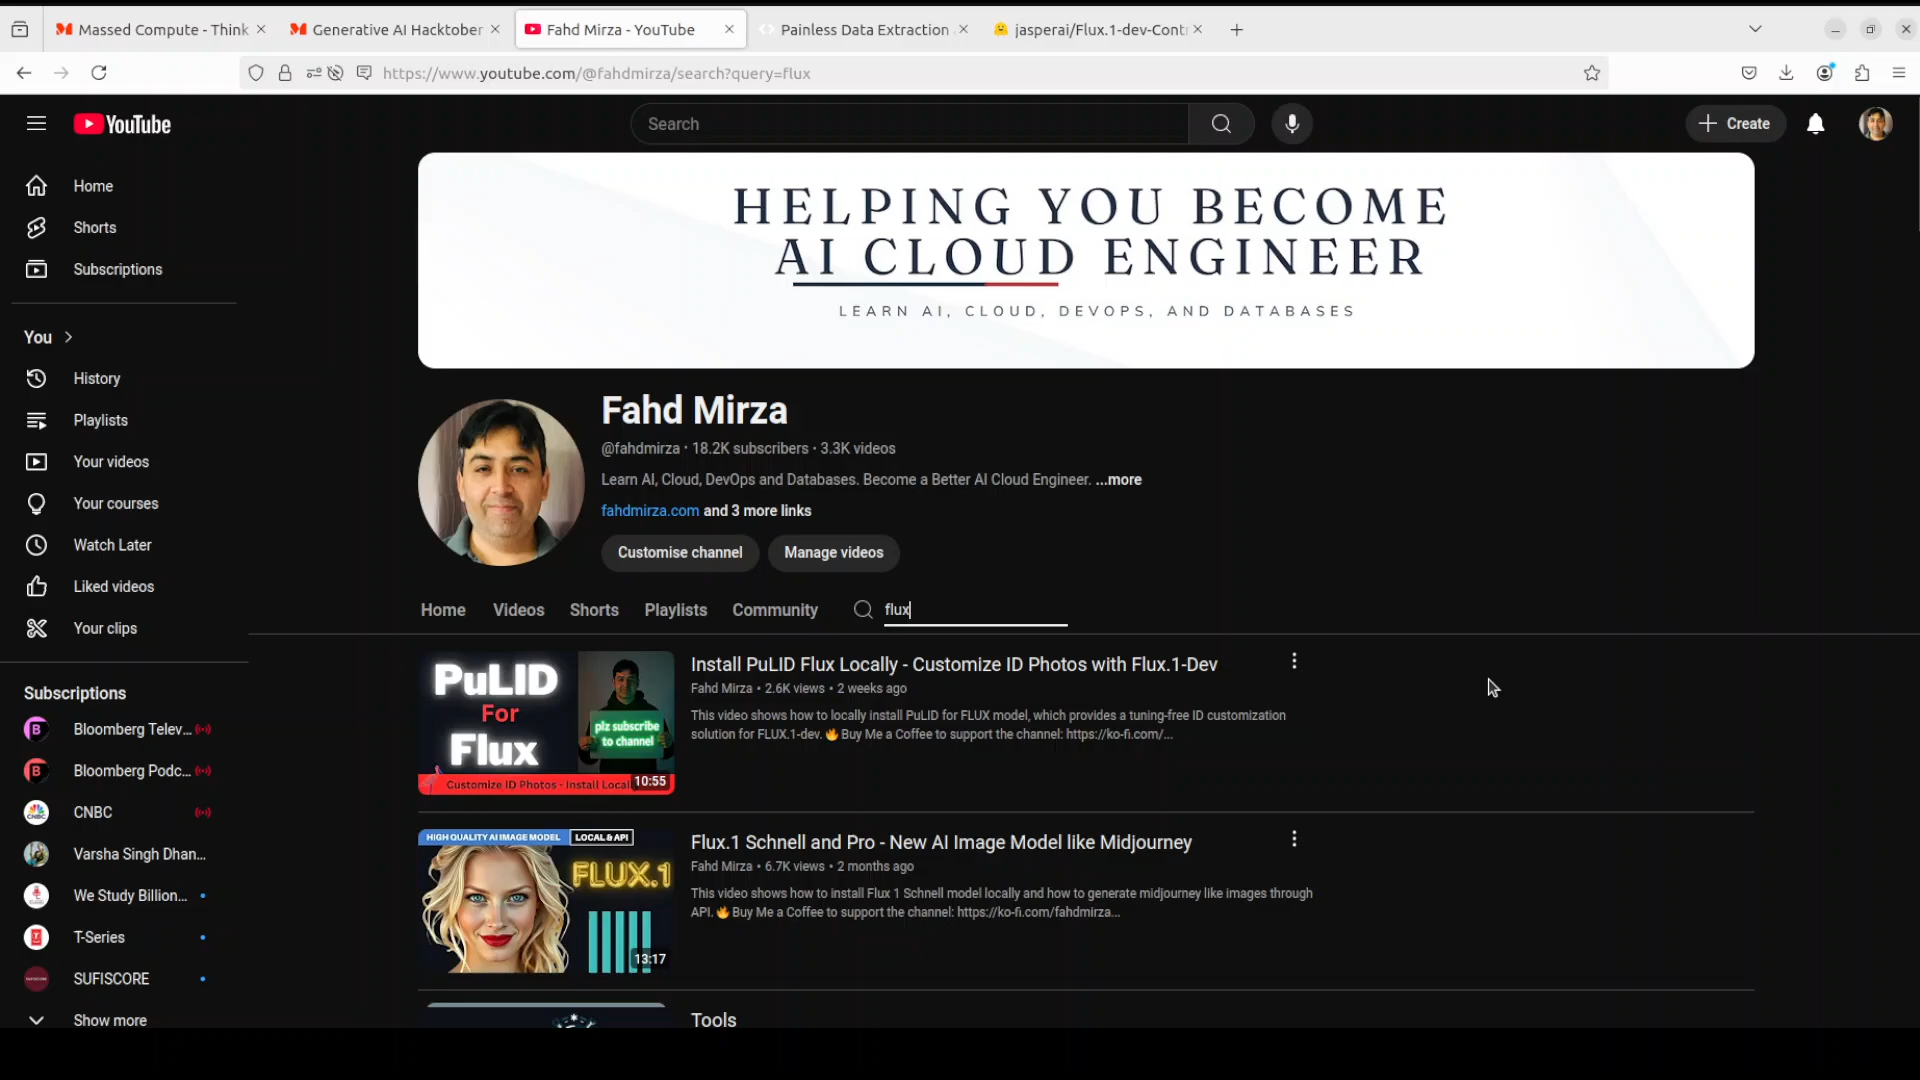 Massed Compute - Think
Generative AI Hacktober
Fahd Mirza - YouTube
Painless Data Extraction
jasperai/Flux.1-dev-Contr
https://www.youtube.com/@fahdmirza/search?query=flux
YouTube
Search
Create
Home
Shorts
Subscriptions
You
History
Playlists
Your videos
Your courses
Watch Later
Liked videos
Your clips
Subscriptions
Bloomberg Telev...
Bloomberg Podc...
CNBC
Varsha Singh Dhan...
We Study Billion...
T-Series
SUFISCORE
Show more
HELPING YOU BECOME
AI CLOUD ENGINEER
LEARN AI, CLOUD, DEVOPS, AND DATABASES
Fahd Mirza
@fahdmirza • 18.2K subscribers • 3.3K videos
Learn AI, Cloud, DevOps and Databases. Become a Better AI Cloud Engineer. ...more
fahdmirza.com and 3 more links
Customise channel
Manage videos
Home Videos Shorts Playlists Community flux
PuLID
For
Flux
plz subscribe
to channel
Customize ID Photos - Install Local
10:55
Install PuLID Flux Locally - Customize ID Photos with Flux.1-Dev
Fahd Mirza • 2.6K views • 2 weeks ago
This video shows how to locally install PuLID for FLUX model, which provides a tuning-free ID customization
solution for FLUX.1-dev. 🔥 Buy Me a Coffee to support the channel: https://ko-fi.com/...
HIGH QUALITY AI IMAGE MODEL LOCAL & API
FLUX.1
13:17
Flux.1 Schnell and Pro - New AI Image Model like Midjourney
Fahd Mirza • 6.7K views • 2 months ago
This video shows how to install Flux 1 Schnell model locally and how to generate midjourney like images through
API. 🔥 Buy Me a Coffee to support the channel: https://ko-fi.com/fahdmirza...
Tools